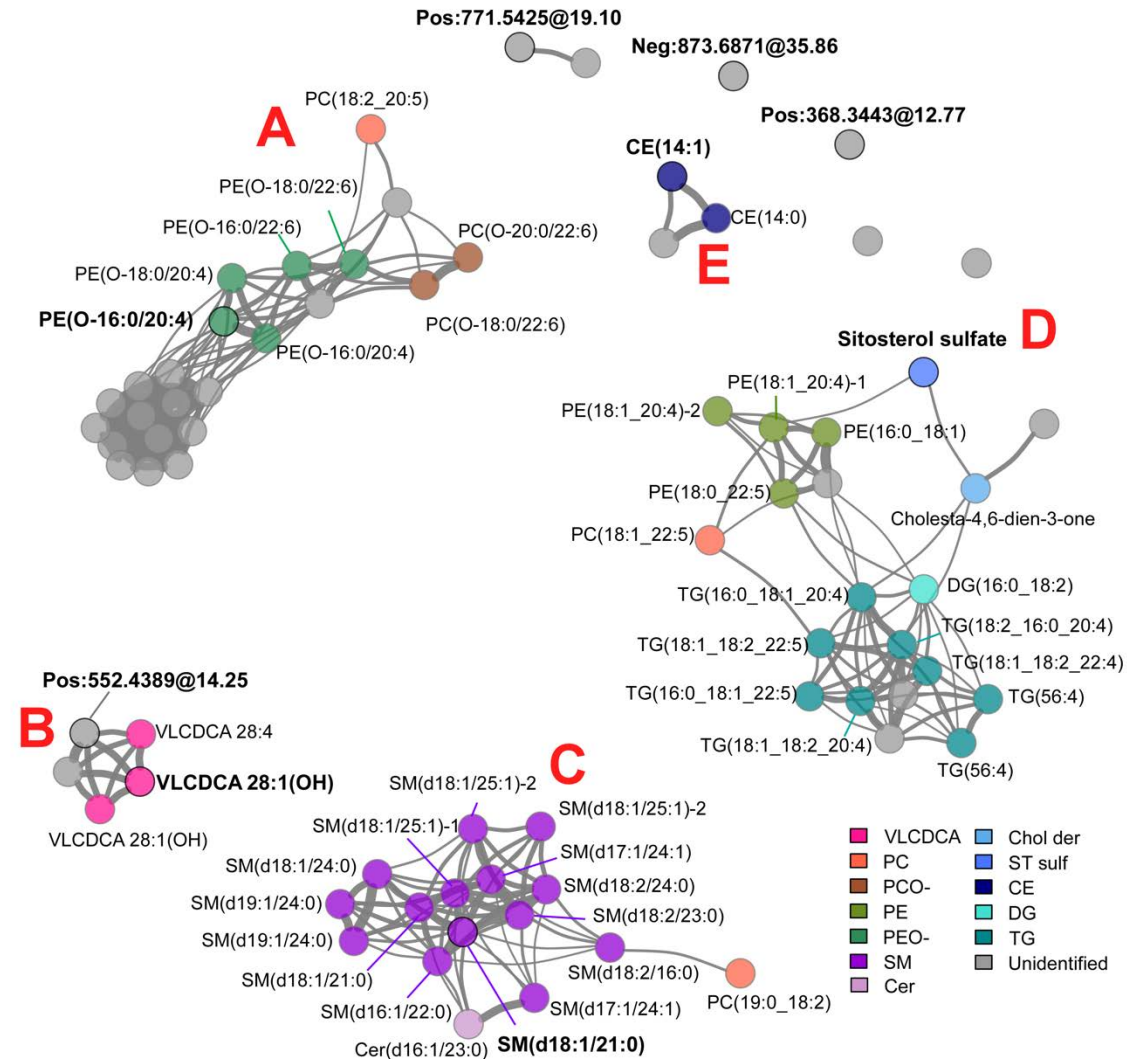 Pos:771.5425@19.10
Neg:873.6871@35.86
Pos:368.3443@12.77
A
PC(18:2_20:5)
PE(O-18:0/22:6)
PE(O-16:0/22:6)
PC(O-20:0/22:6)
PE(O-18:0/20:4)
PE(O-16:0/20:4)
PC(O-18:0/22:6)
PE(O-16:0/20:4)
CE(14:1)
CE(14:0)
E
Sitosterol sulfate
D
PE(18:1_20:4)-1
PE(18:1_20:4)-2
PE(16:0_18:1)
PE(18:0_22:5)
Cholesta-4,6-dien-3-one
PC(18:1_22:5)
TG(16:0_18:1_20:4)
DG(16:0_18:2)
TG(18:2_16:0_20:4)
TG(18:1_18:2_22:5)
TG(18:1_18:2_22:4)
TG(16:0_18:1_22:5)
TG(56:4)
TG(18:1_18:2_20:4)
TG(56:4)
Pos:552.4389@14.25
B
VLCDCA 28:4
VLCDCA 28:1(OH)
VLCDCA 28:1(OH)
C
SM(d18:1/25:1)-2
SM(d18:1/25:1)-2
SM(d18:1/25:1)-1
SM(d17:1/24:1)
SM(d18:1/24:0)
SM(d18:2/24:0)
SM(d19:1/24:0)
SM(d18:2/23:0)
SM(d19:1/24:0)
SM(d18:1/21:0)
SM(d18:2/16:0)
SM(d16:1/22:0)
SM(d17:1/24:1)
PC(19:0_18:2)
Cer(d16:1/23:0)
SM(d18:1/21:0)
VLCDCA
PC
PCO-
PE
PEO-
SM
Cer
Chol der
ST sulf
CE
DG
TG
Unidentified